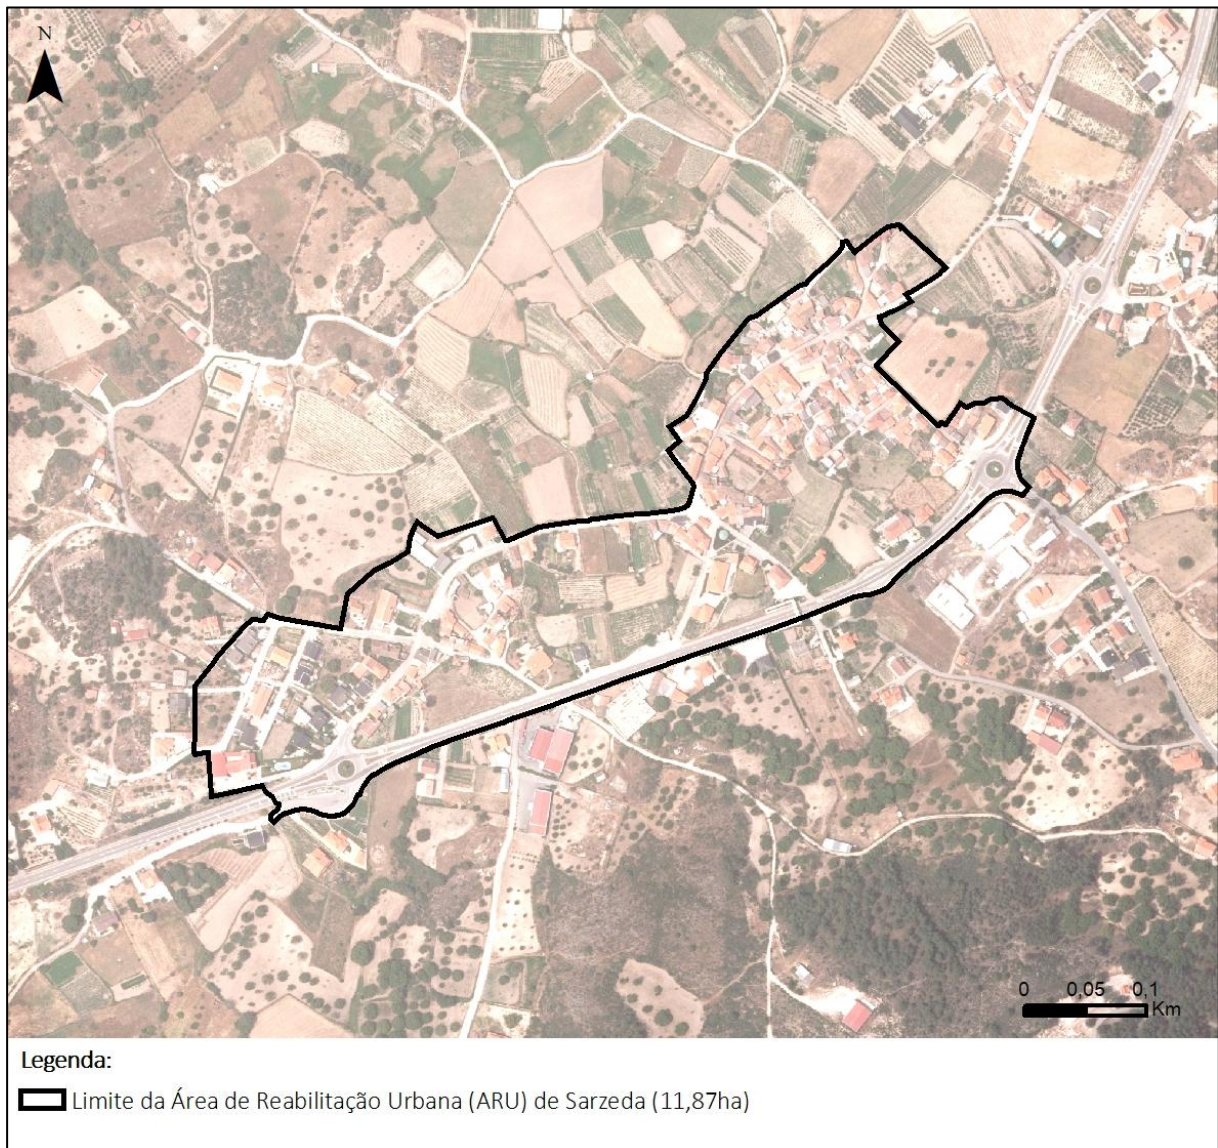 N
0 0,05 0,1
Km
Legenda:
Limite da Área de Reabilitação Urbana (ARU) de Sarzeda (11,87ha)